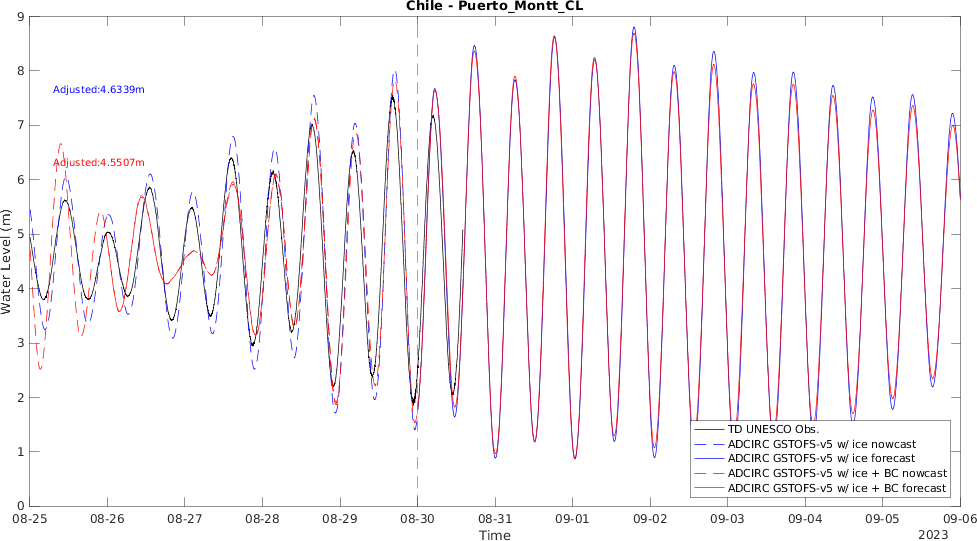 Chile - Puerto_Montt_CL
9
8
7
6
5
4
3
2
1
0
Water Level (m)
Adjusted:4.6339m
Adjusted:4.5507m
TD UNESCO Obs.
ADCIRC GSTOFS-v5 w/ ice nowcast
ADCIRC GSTOFS-v5 w/ ice forecast
ADCIRC GSTOFS-v5 w/ ice + BC nowcast
ADCIRC GSTOFS-v5 w/ ice + BC forecast
08-25 08-26 08-27 08-28 08-29 08-30 08-31 09-01 09-02 09-03 09-04 09-05 09-06
Time
2023